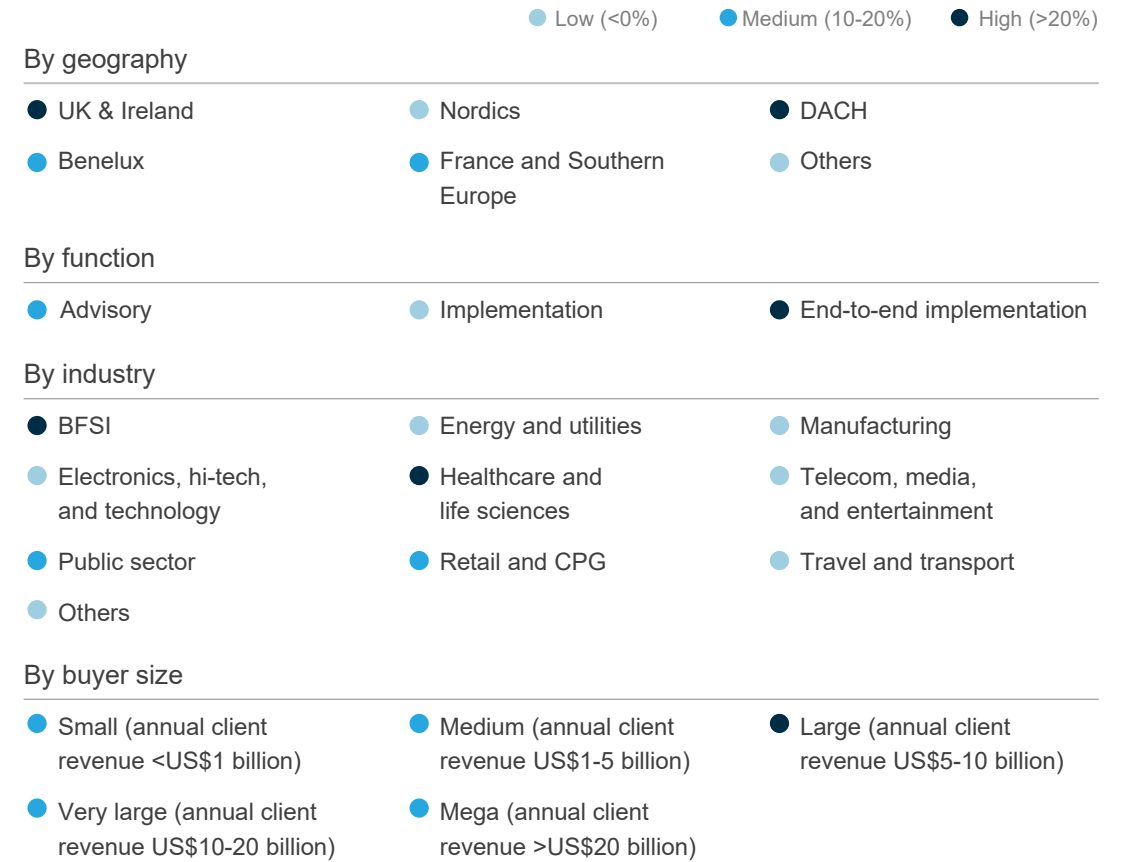 Low (<0%) Medium (10-20%) High (>20%)
By geography
UK & Ireland Nordics DACH
Benelux France and Southern Others
Europe
By function
Advisory Implementation End-to-end implementation
By industry
BFSI Energy and utilities Manufacturing
Electronics, hi-tech, Healthcare and Telecom, media,
and technology life sciences and entertainment
Public sector Retail and CPG Travel and transport
Others
By buyer size
Small (annual client Medium (annual client Large (annual client
revenue <US$1 billion) revenue US$1-5 billion) revenue US$5-10 billion)
Very large (annual client Mega (annual client
revenue US$10-20 billion) revenue >US$20 billion)